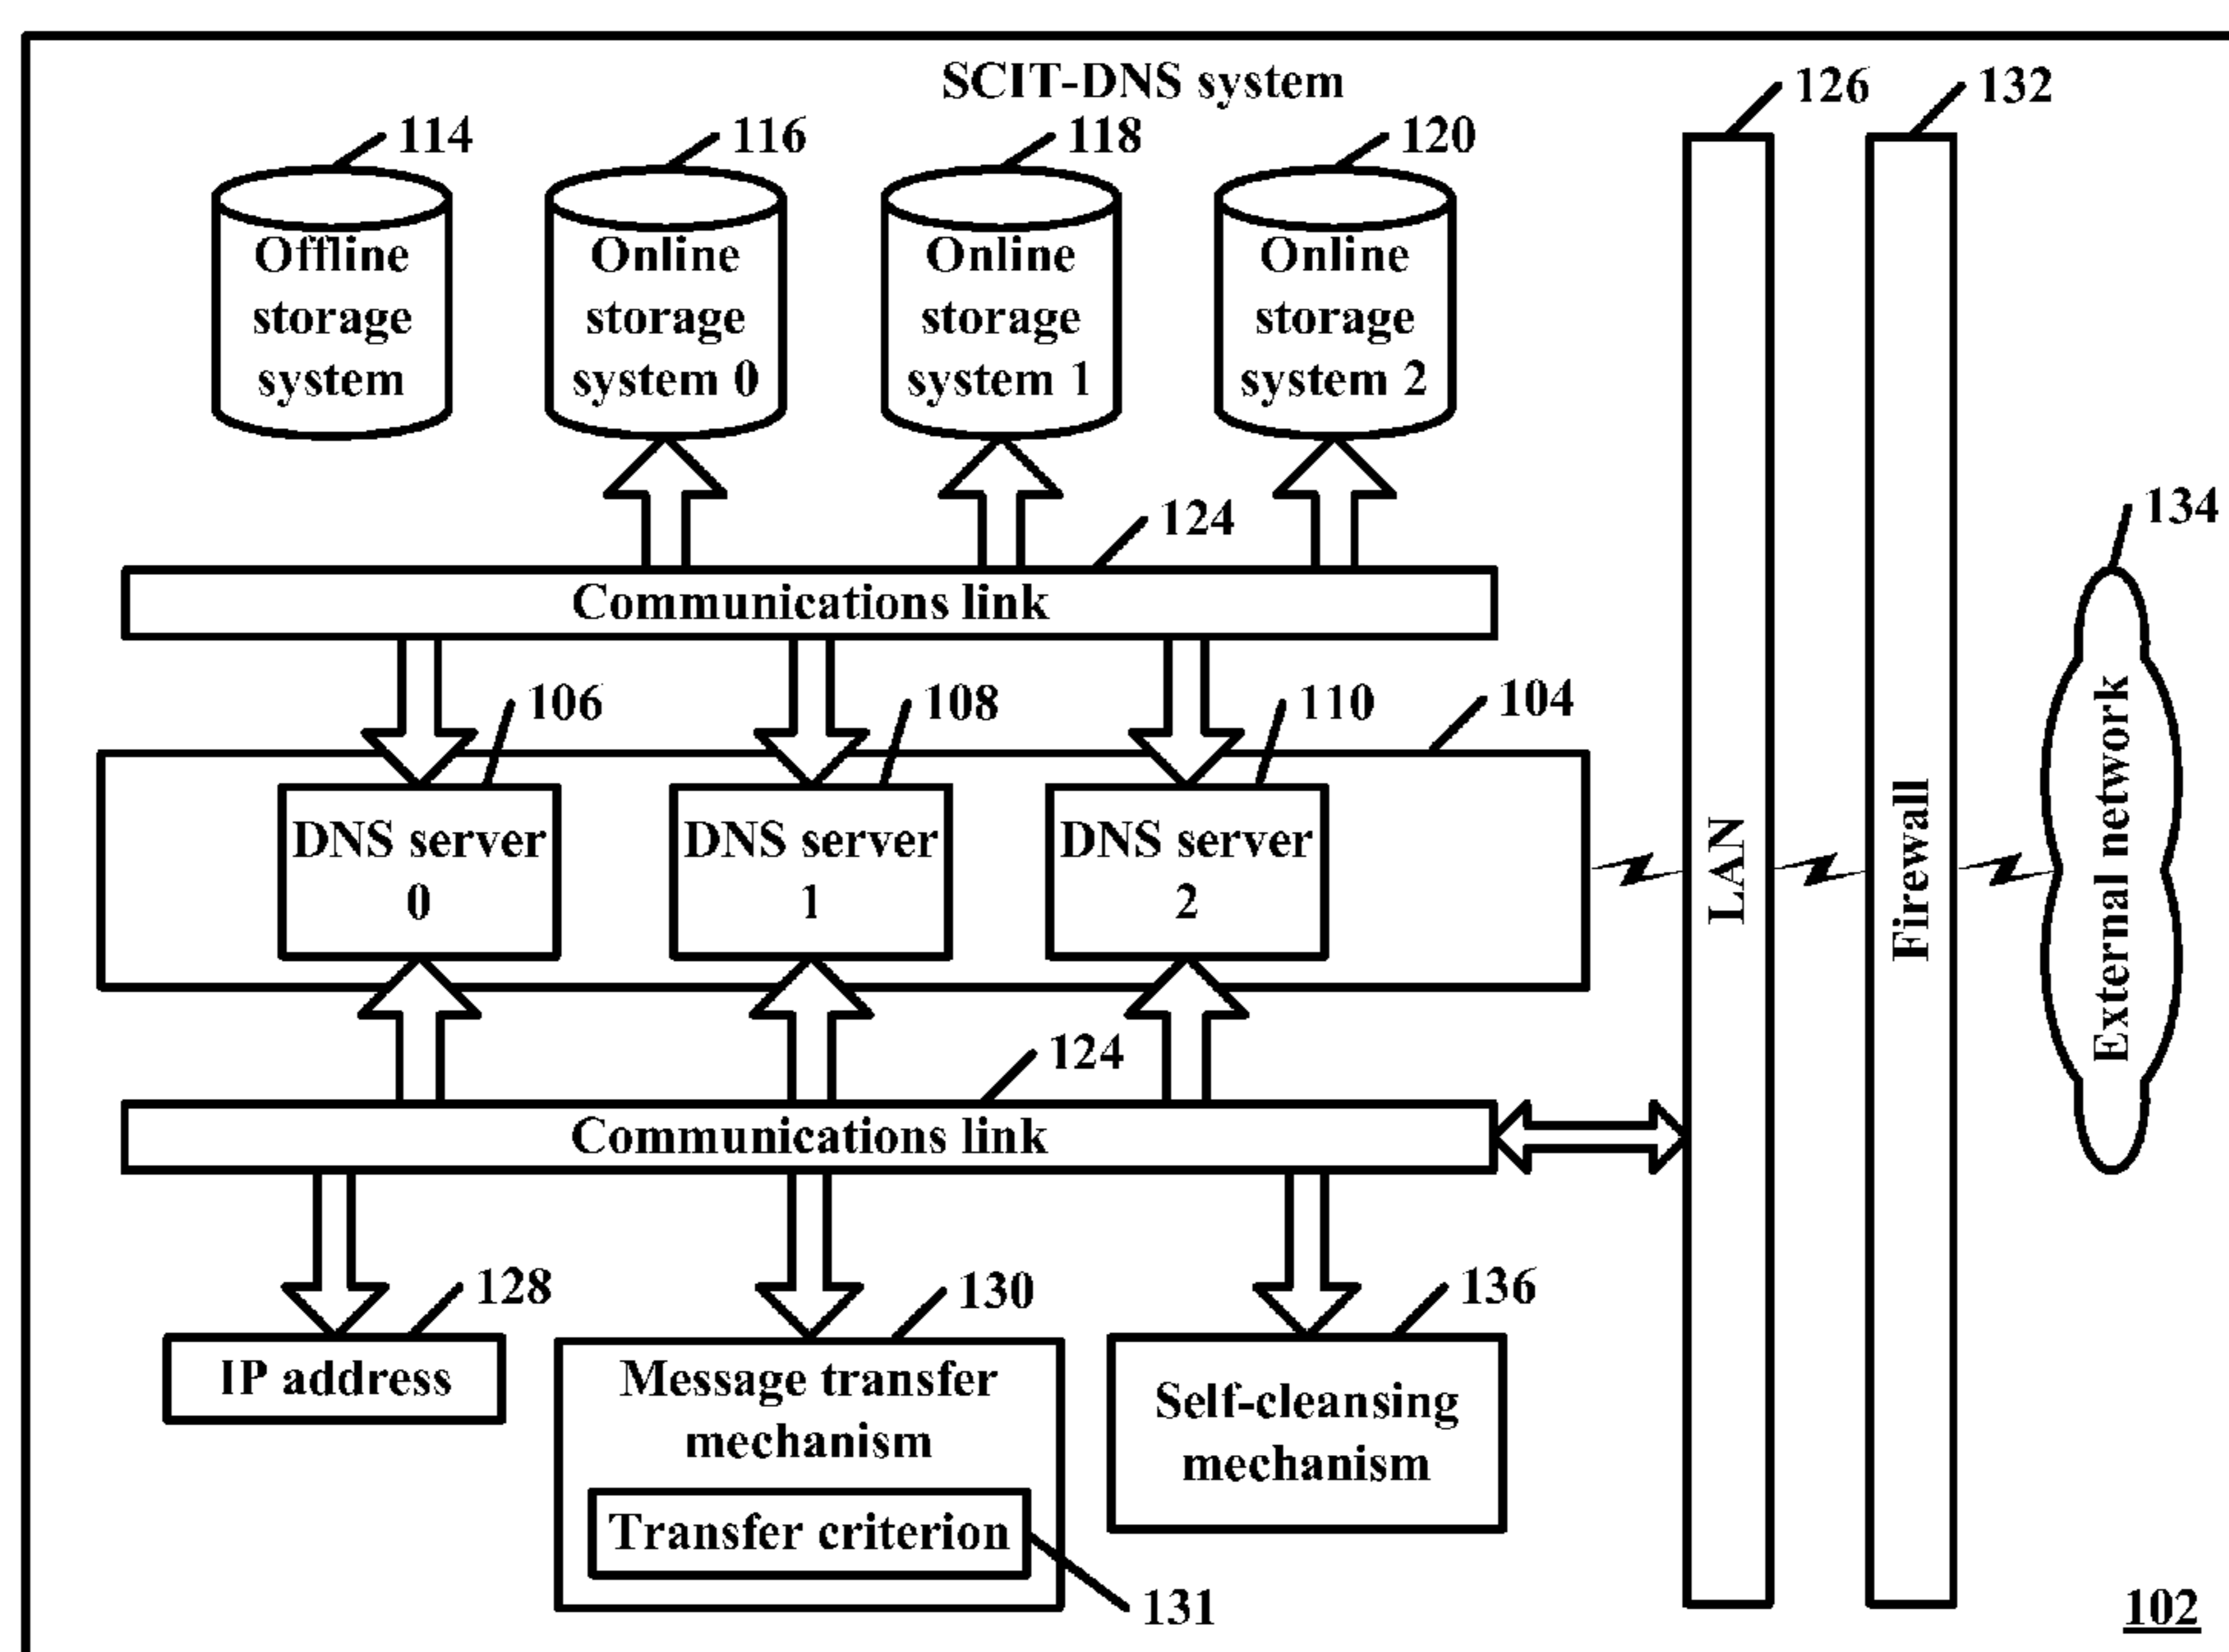 SCIT-DNS system
126
132
114
116
118
120
Offline
storage
system
Online
storage
system 0
Online
storage
system 1
Online
storage
system 2
134
124
Communications link
106
108
110
104
DNS server
0
DNS server
1
DNS server
2
LAN
Firewall
External network
124
Communications link
128
130
136
IP address
Message transfer
mechanism
Transfer criterion
131
Self-cleansing
mechanism
102